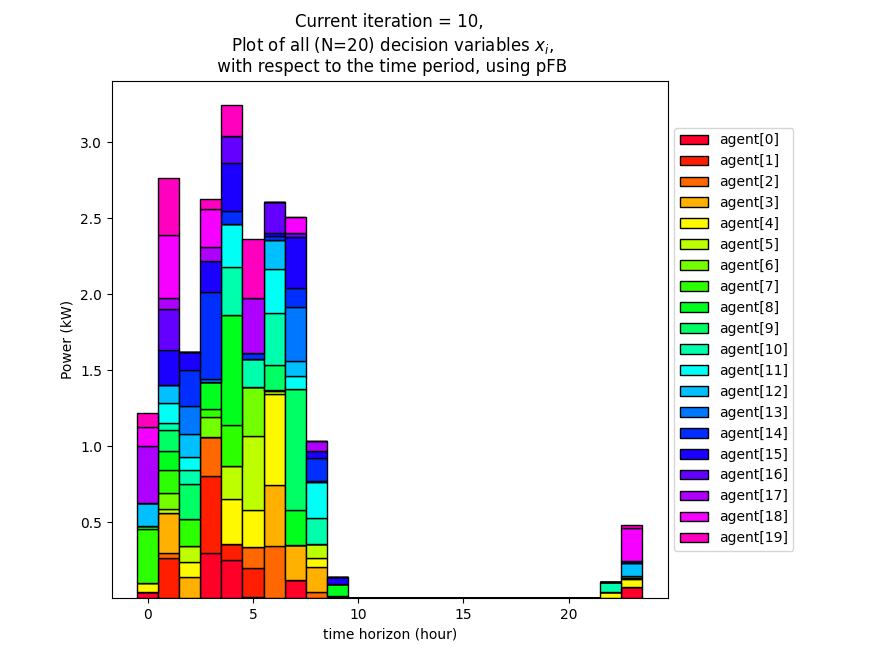 Current iteration = 10,
Plot of all (N=20) decision variables $x_i$,
with respect to the time period, using pFB
3.0
2.5
2.0
1.5
1.0
0.5
Power (kW)
0 5 10 15 20
time horizon (hour)
agent[0]
agent[1]
agent[2]
agent[3]
agent[4]
agent[5]
agent[6]
agent[7]
agent[8]
agent[9]
agent[10]
agent[11]
agent[12]
agent[13]
agent[14]
agent[15]
agent[16]
agent[17]
agent[18]
agent[19]